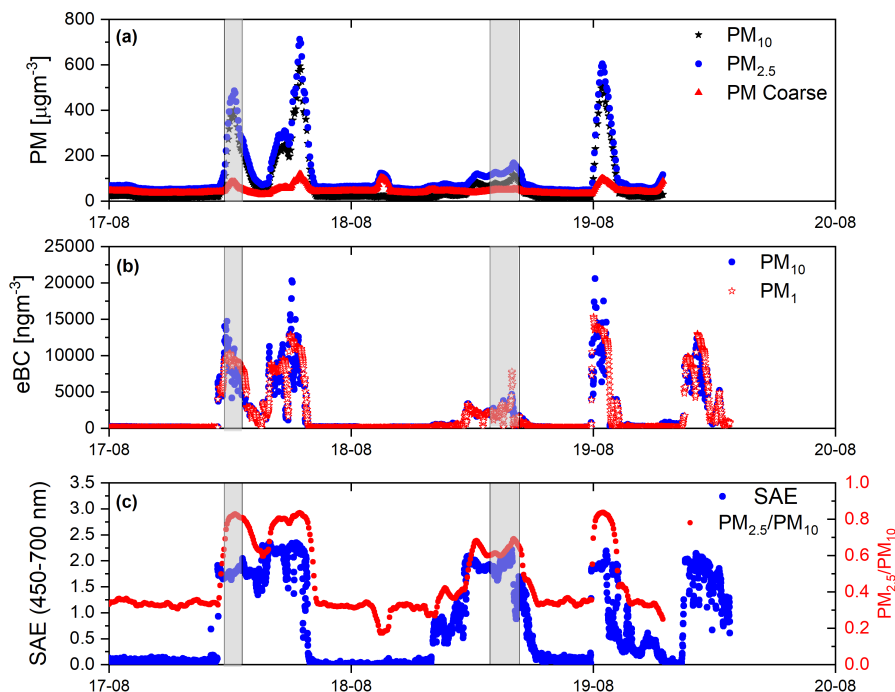 (a)
PM₁₀
PM₂.₅
PM Coarse
PM [µgm⁻³]
800
600
400
200
0
17-08 18-08 19-08 20-08
(b)
PM₁₀
PM₁
eBC [ngm⁻³]
25000
20000
15000
10000
5000
0
17-08 18-08 19-08 20-08
(c)
SAE
PM₂.₅/PM₁₀
SAE (450-700 nm)
3.5
3.0
2.5
2.0
1.5
1.0
0.5
0.0
1.0
0.8
0.6
0.4
0.2
0.0
PM₂.₅/PM₁₀
17-08 18-08 19-08 20-08